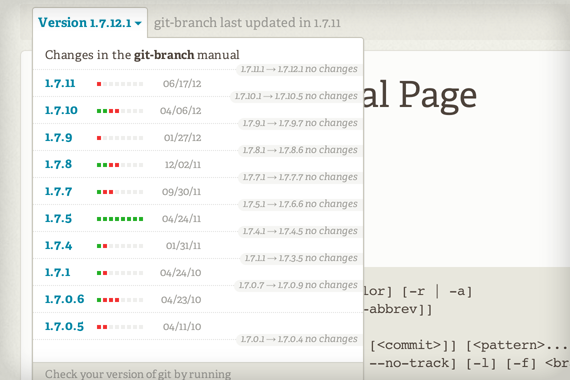 Version 1.7.12.1 git-branch last updated in 1.7.11
Changes in the git-branch manual
1.7.11.1 → 1.7.12.1 no changes
1.7.11 06/17/12
1.7.10.1 → 1.7.10.5 no changes
1.7.10 04/06/12
1.7.9.1 → 1.7.9.7 no changes
1.7.9 01/27/12
1.7.8.1 → 1.7.8.6 no changes
1.7.8 12/02/11
1.7.7.1 → 1.7.7.7 no changes
1.7.7 09/30/11
1.7.5.1 → 1.7.6.6 no changes
1.7.5 04/24/11
1.7.4.1 → 1.7.4.5 no changes
1.7.4 01/31/11
1.7.1.1 → 1.7.3.5 no changes
1.7.1 04/24/10
1.7.0.7 → 1.7.0.9 no changes
1.7.0.6 04/23/10
1.7.0.5 04/11/10
1.7.0.1 → 1.7.0.4 no changes
Check your version of git by running
al Page
lor] [-r | -a]
-abbrev]]
[<commit>]] [<pattern>...
--no-track] [-l] [-f] <br